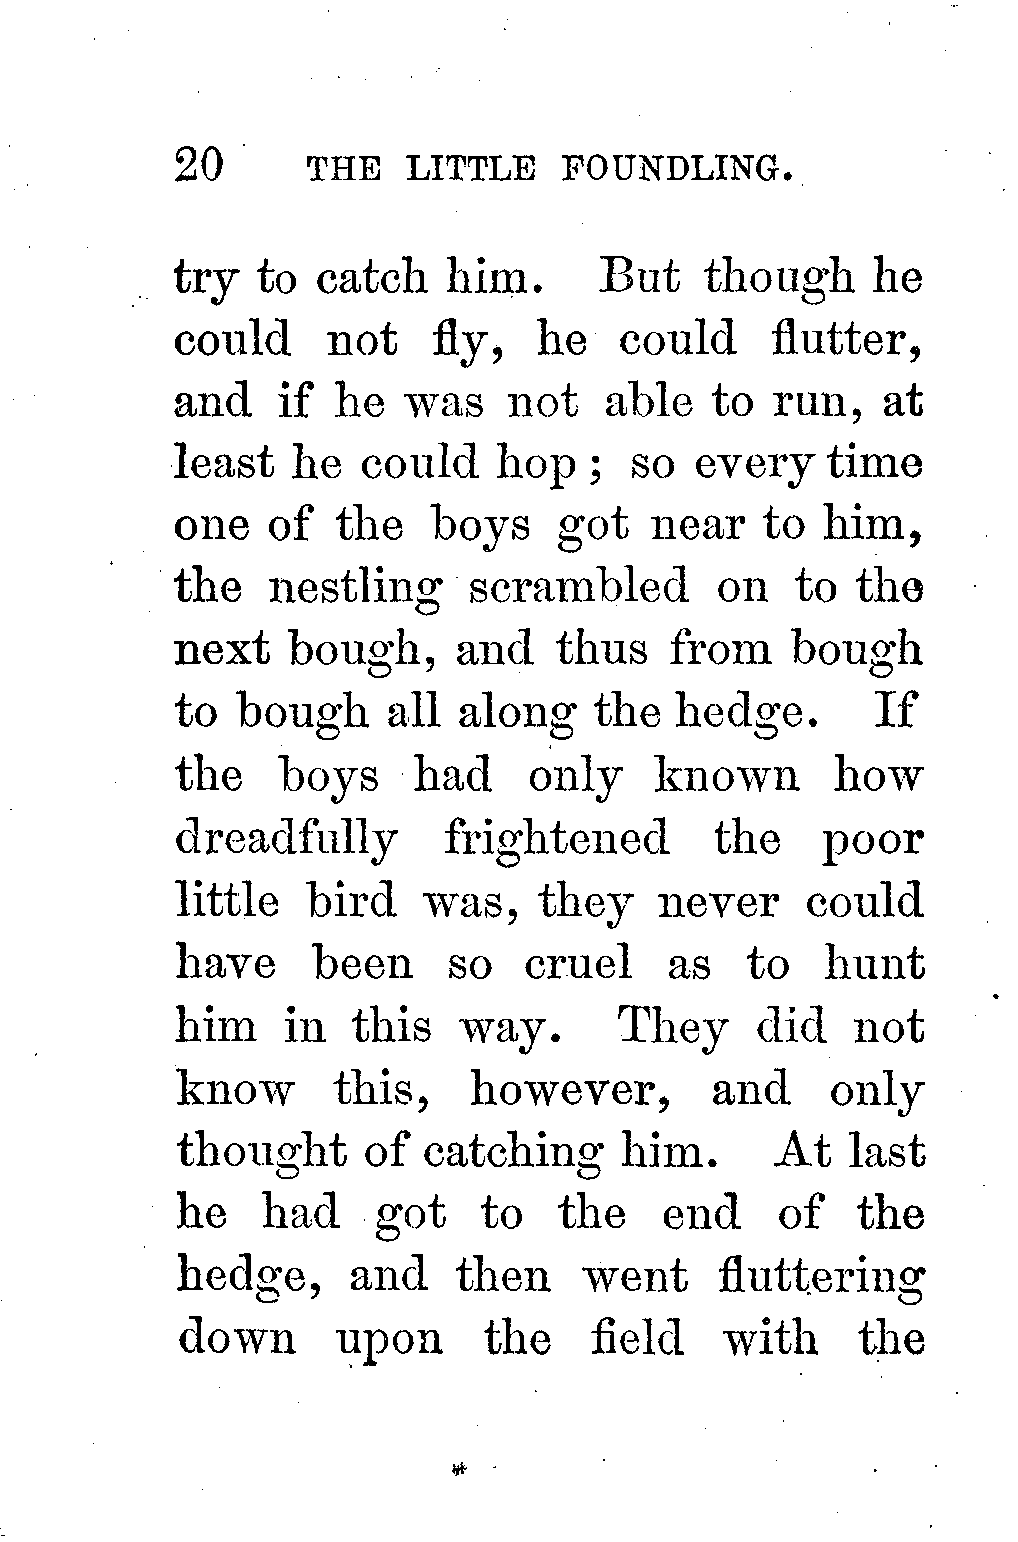 20 THE LITTLE FOUNDLING.
try to catch him. But though he
could not fly, he could flutter,
and if he was not able to run, at
least he could hop ; so every time
one of the boys got near to him,
the nestling scrambled on to the
next bough, and thus from bough
to bough all along the hedge. If
the boys had only known how
dreadfully frightened the poor
little bird was, they never could
have been so cruel as to hunt
him in this way. They did not
know this, however, and only
thought of catching him. At last
he had got to the end of the
hedge, and then went fluttering
down upon the field with the
*